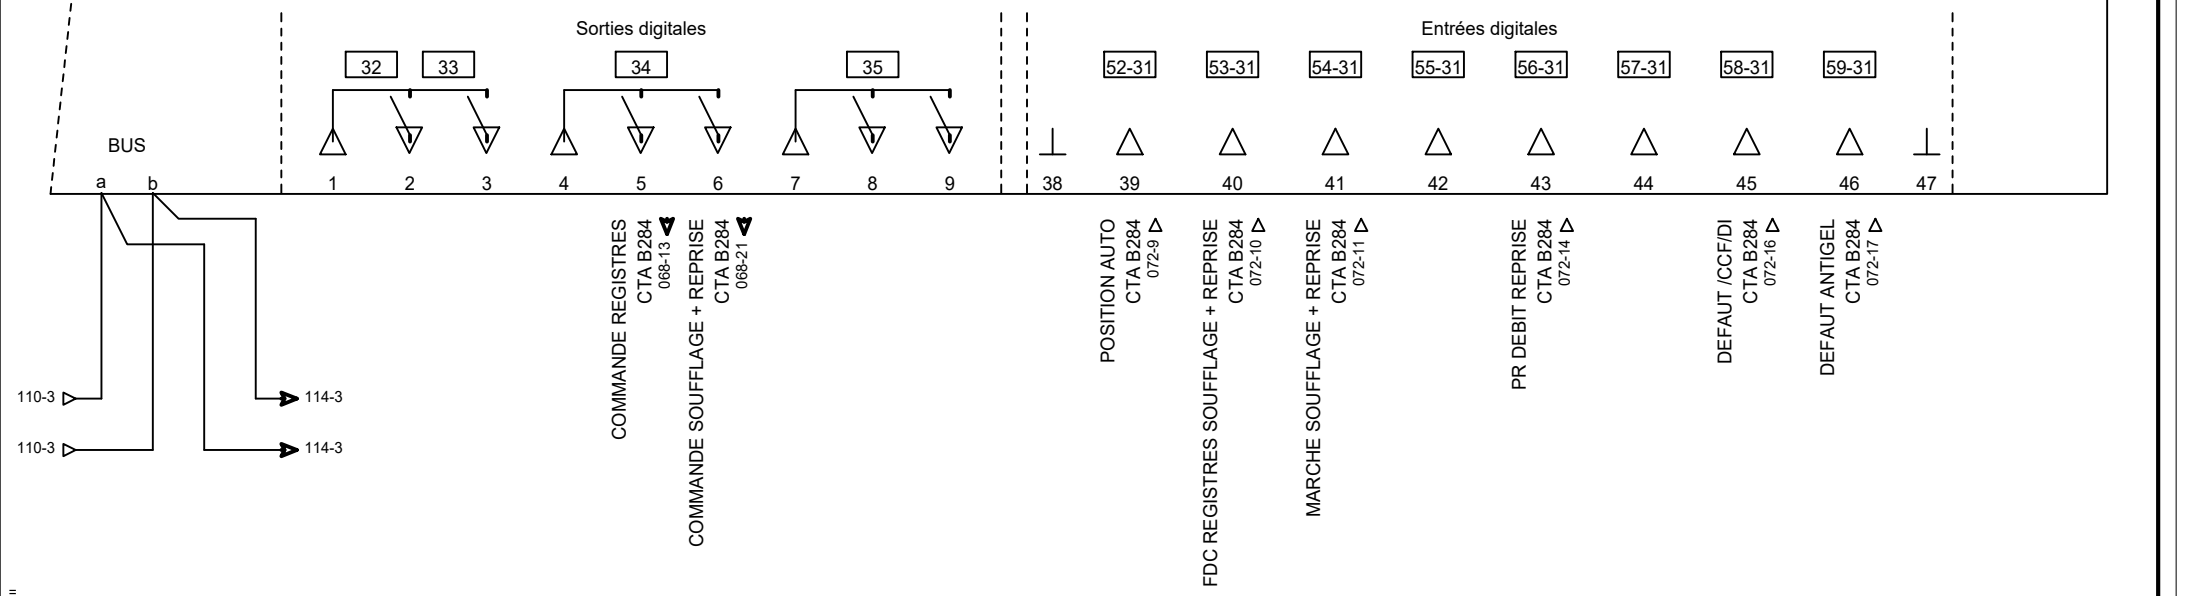 Sorties digitales
Entrées digitales
32 33 34 35 52-31 53-31 54-31 55-31 56-31 57-31 58-31 59-31
BUS
a b 1 2 3 4 5 6 7 8 9 38 39 40 41 42 43 44 45 46 47
COMMANDE REGISTRES
CTA B284
068-13
COMMANDE SOUFFLAGE + REPRISE
CTA B284
068-21
POSITION AUTO
CTA B284
072-9
FDC REGISTRES SOUFFLAGE + REPRISE
CTA B284
072-10
MARCHE SOUFFLAGE + REPRISE
CTA B284
072-11
PR DEBIT REPRISE
CTA B284
072-14
DEFAUT /CCF/DI
CTA B284
072-16
DEFAUT ANTIGEL
CTA B284
072-17
110-3 114-3
110-3 114-3
=